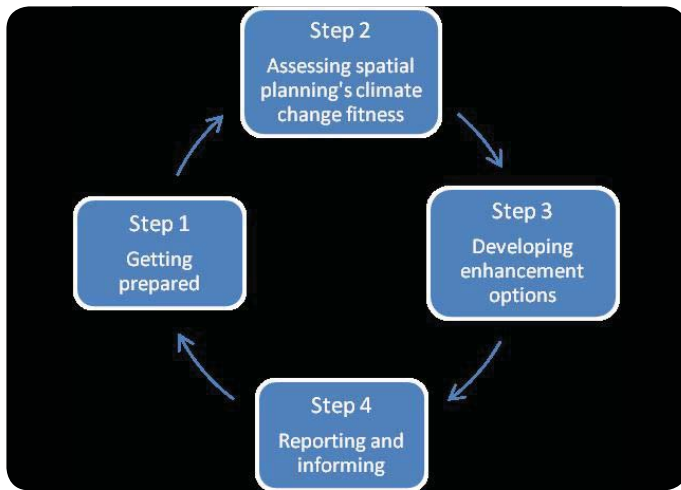 Step 2
Assessing spatial
planning's climate
change fitness
Step 1
Getting
prepared
Step 3
Developing
enhancement
options
Step 4
Reporting and
informing